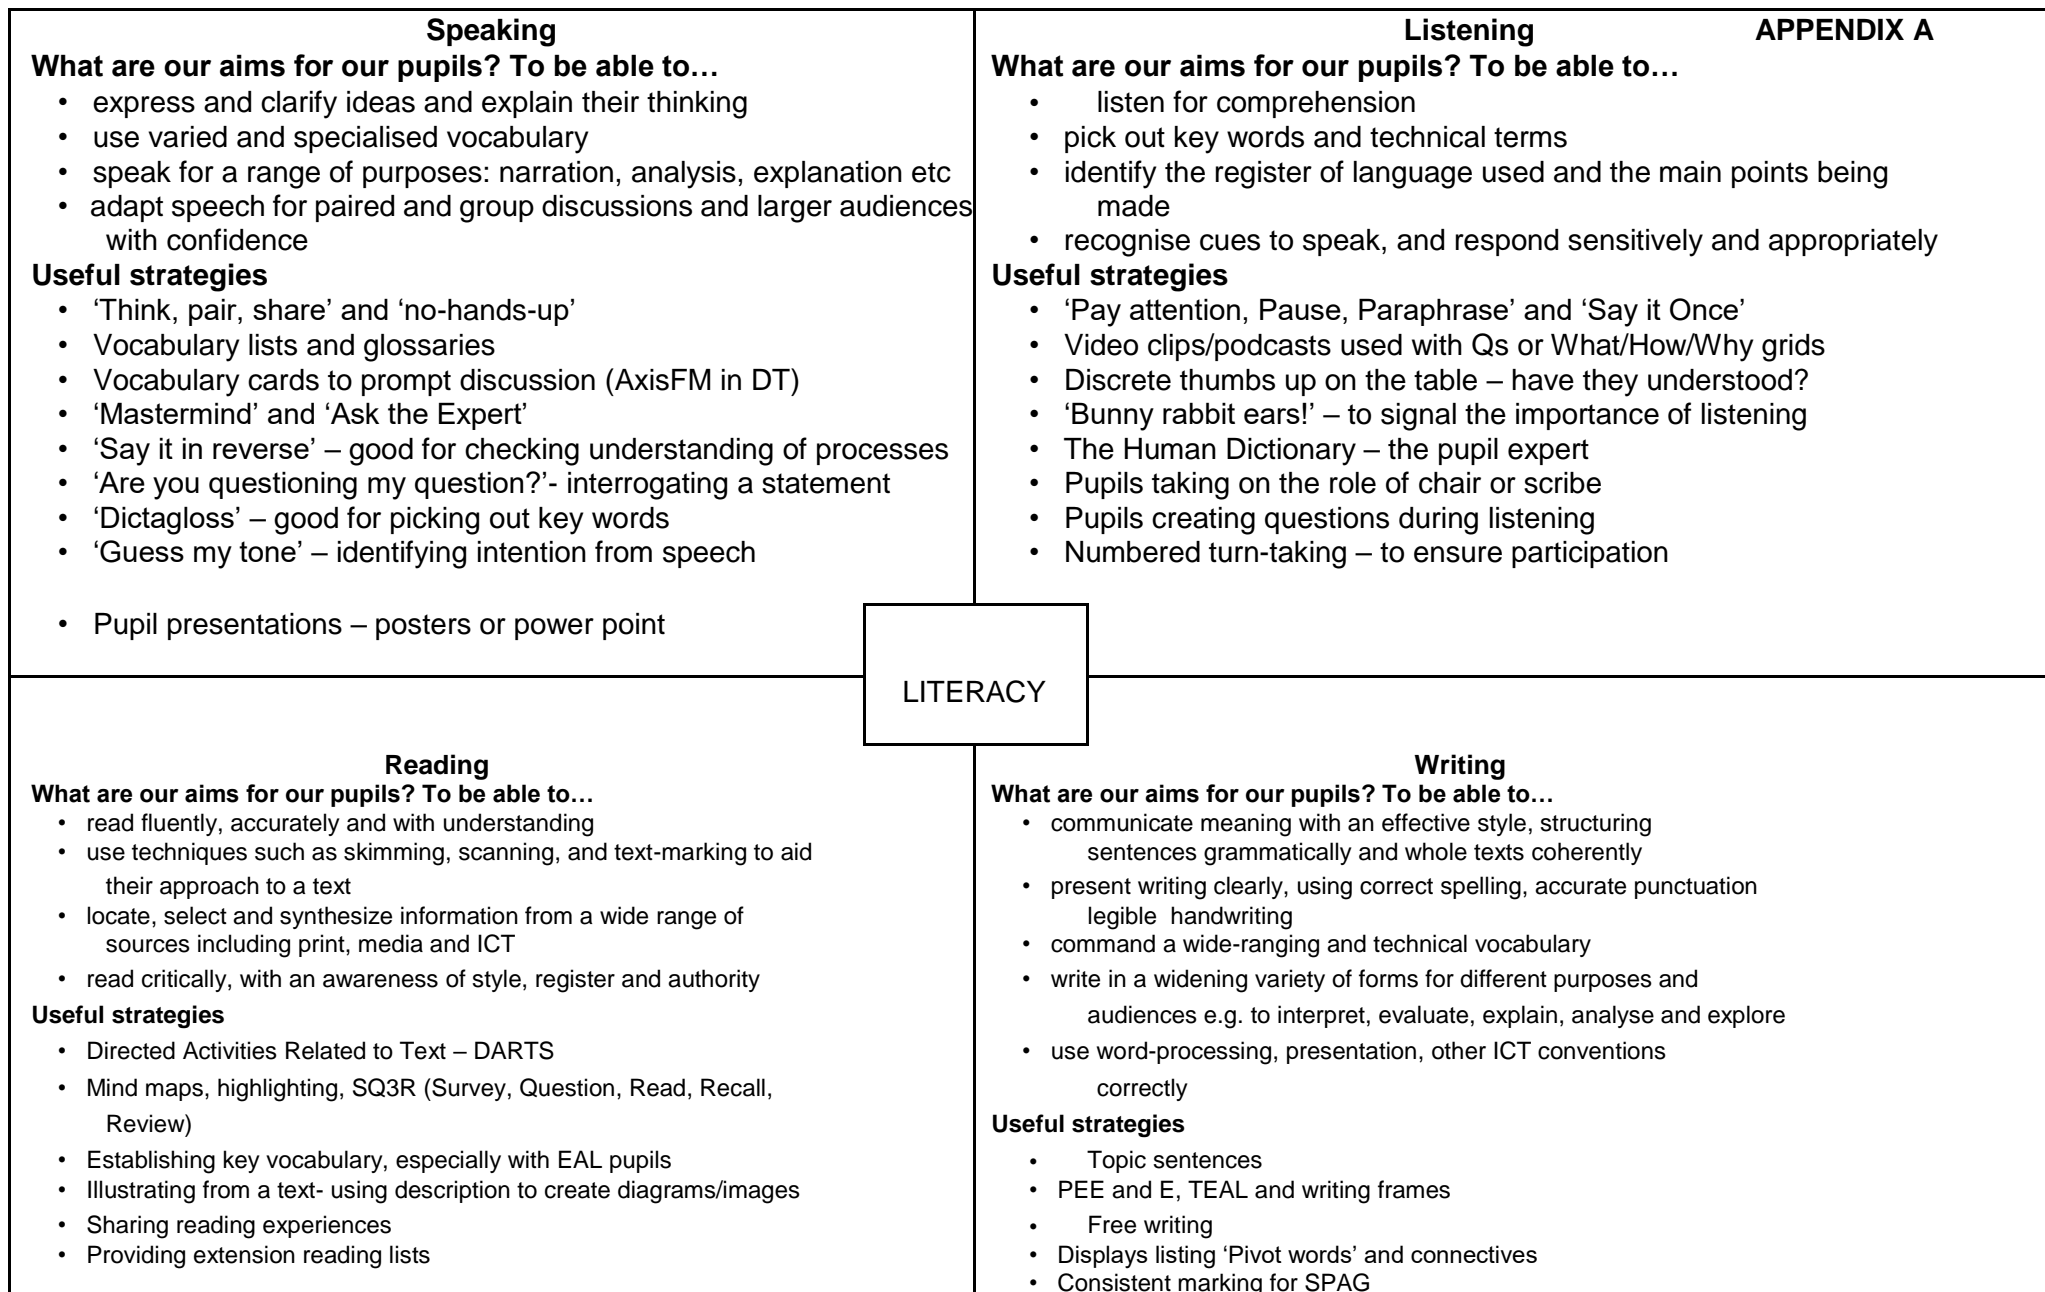 Speaking
What are our aims for our pupils? To be able to…
• express and clarify ideas and explain their thinking
• use varied and specialised vocabulary
• speak for a range of purposes: narration, analysis, explanation etc
• adapt speech for paired and group discussions and larger audiences
with confidence
Useful strategies
• ‘Think, pair, share’ and ‘no-hands-up’
• Vocabulary lists and glossaries
• Vocabulary cards to prompt discussion (AxisFM in DT)
• ‘Mastermind’ and ‘Ask the Expert’
• ‘Say it in reverse’ – good for checking understanding of processes
• ‘Are you questioning my question?’- interrogating a statement
• ‘Dictagloss’ – good for picking out key words
• ‘Guess my tone’ – identifying intention from speech
• Pupil presentations – posters or power point
Listening APPENDIX A
What are our aims for our pupils? To be able to…
• listen for comprehension
• pick out key words and technical terms
• identify the register of language used and the main points being
made
• recognise cues to speak, and respond sensitively and appropriately
Useful strategies
• ‘Pay attention, Pause, Paraphrase’ and ‘Say it Once’
• Video clips/podcasts used with Qs or What/How/Why grids
• Discrete thumbs up on the table – have they understood?
• ‘Bunny rabbit ears!’ – to signal the importance of listening
• The Human Dictionary – the pupil expert
• Pupils taking on the role of chair or scribe
• Pupils creating questions during listening
• Numbered turn-taking – to ensure participation
LITERACY
Reading
What are our aims for our pupils? To be able to…
• read fluently, accurately and with understanding
• use techniques such as skimming, scanning, and text-marking to aid
their approach to a text
• locate, select and synthesize information from a wide range of
sources including print, media and ICT
• read critically, with an awareness of style, register and authority
Useful strategies
• Directed Activities Related to Text – DARTS
• Mind maps, highlighting, SQ3R (Survey, Question, Read, Recall,
Review)
• Establishing key vocabulary, especially with EAL pupils
• Illustrating from a text- using description to create diagrams/images
• Sharing reading experiences
• Providing extension reading lists
Writing
What are our aims for our pupils? To be able to…
• communicate meaning with an effective style, structuring
sentences grammatically and whole texts coherently
• present writing clearly, using correct spelling, accurate punctuation
legible handwriting
• command a wide-ranging and technical vocabulary
• write in a widening variety of forms for different purposes and
audiences e.g. to interpret, evaluate, explain, analyse and explore
• use word-processing, presentation, other ICT conventions
correctly
Useful strategies
• Topic sentences
• PEE and E, TEAL and writing frames
• Free writing
• Displays listing ‘Pivot words’ and connectives
• Consistent marking for SPAG